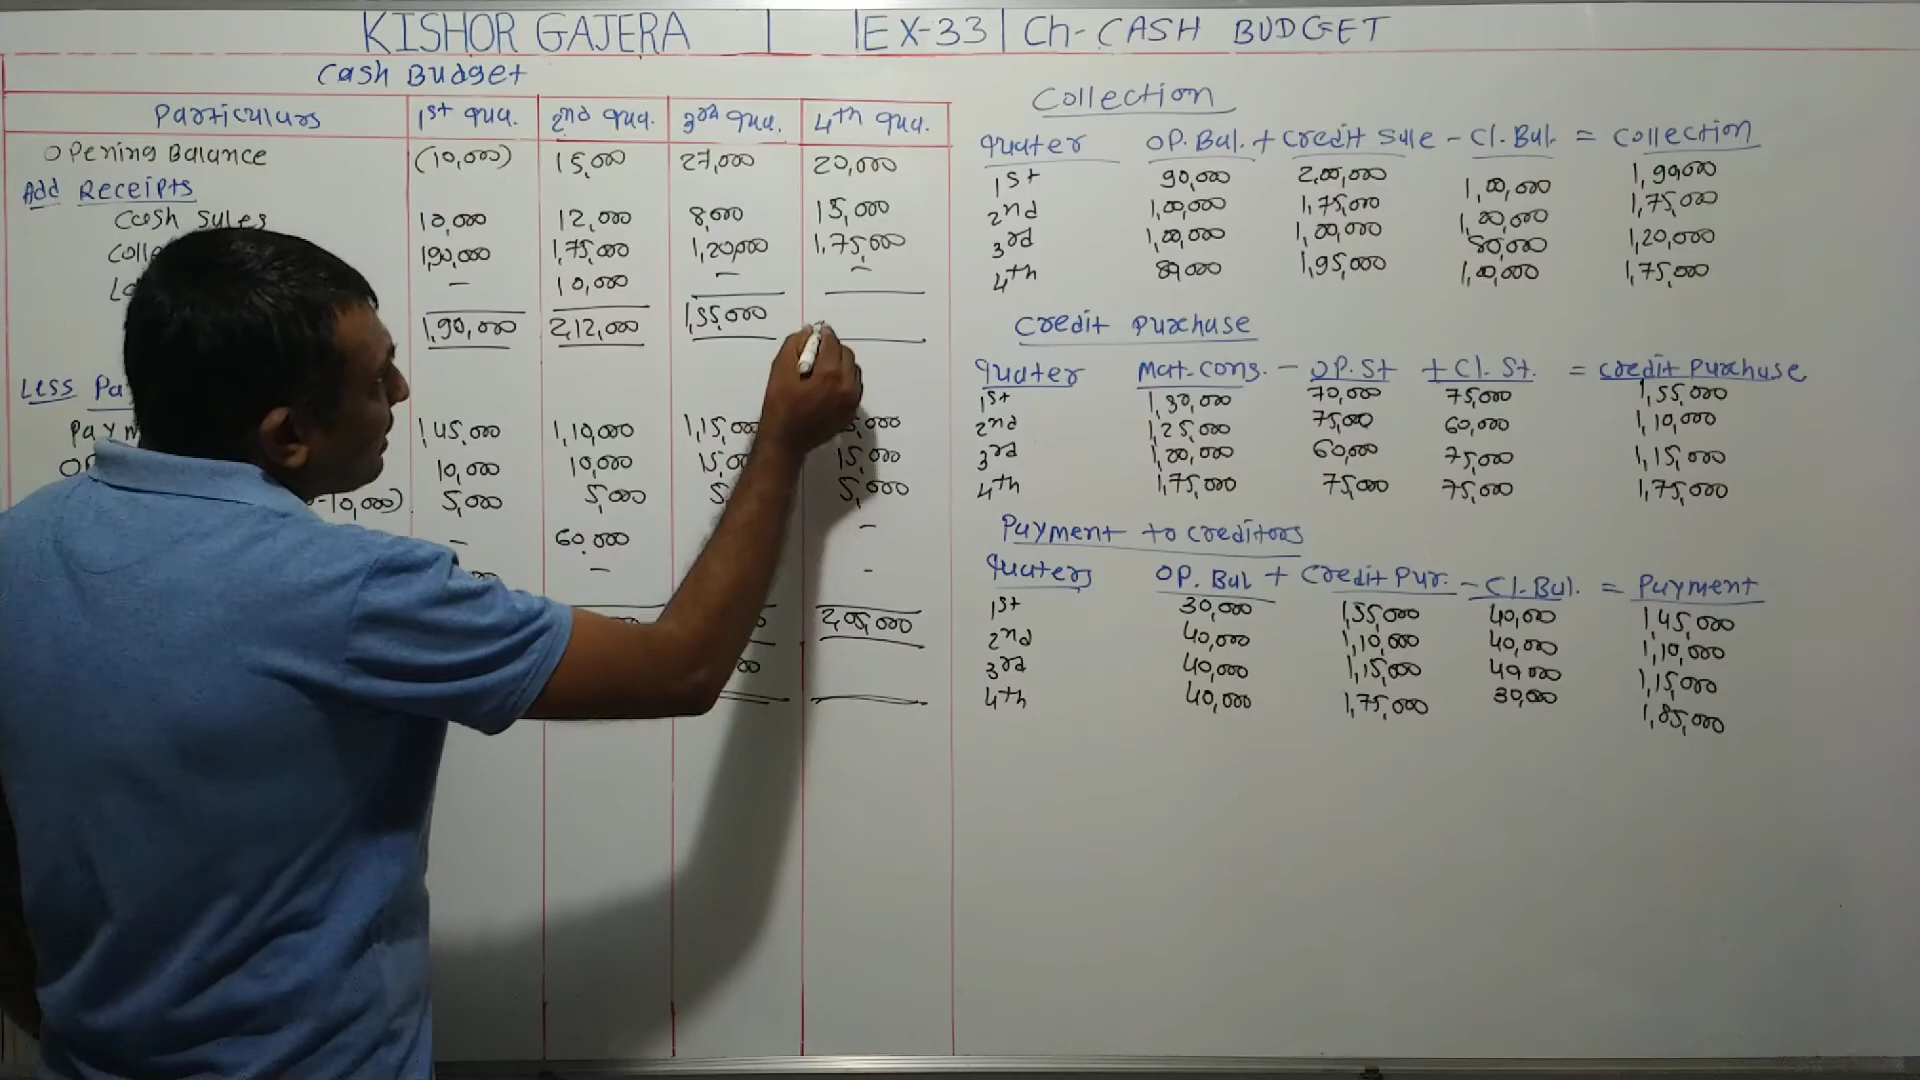 KISHOR GAJERA EX-33 Ch-CASH BUDGET
Cash Budget
Particulars 1st qua. 2nd qua. 3rd qua. 4th qua.
Opening Balance (10,000) 15,000 27,000 20,000
Add Receipts
Cash Sales 10,000 12,000 8,000 15,000
190,000 1,75,000 1,20,000 1,75,000
- 10,000 - -
1,90,000 2,12,000 1,55,000
Less
1,45,000 1,10,000 1,15,000
10,000 10,000 15,000
-10,000) 5,000 5,000 5,000
- 60,000 -
- -
2,05,000
Collection
Quater OP. Bal. + Credit Sale - Cl. Bal. = Collection
1st 90,000 2,00,000 1,00,000 1,90,000
2nd 1,00,000 1,75,000 1,00,000 1,75,000
3rd 1,00,000 1,00,000 80,000 1,20,000
4th 80,000 1,95,000 1,00,000 1,75,000
Credit Purchase
Quater Mat. Cons. - OP. St + Cl. St. = Credit Purchase
1st 1,30,000 70,000 75,000 1,55,000
2nd 1,25,000 75,000 60,000 1,10,000
3rd 1,00,000 60,000 75,000 1,15,000
4th 1,75,000 75,000 75,000 1,75,000
Payment to creditors
Quaters OP. Bal + Credit Pur. - Cl. Bal. = Payment
1st 30,000 1,55,000 40,000 1,45,000
2nd 40,000 1,10,000 40,000 1,10,000
3rd 40,000 1,15,000 40,000 1,15,000
4th 40,000 1,75,000 30,000 1,85,000